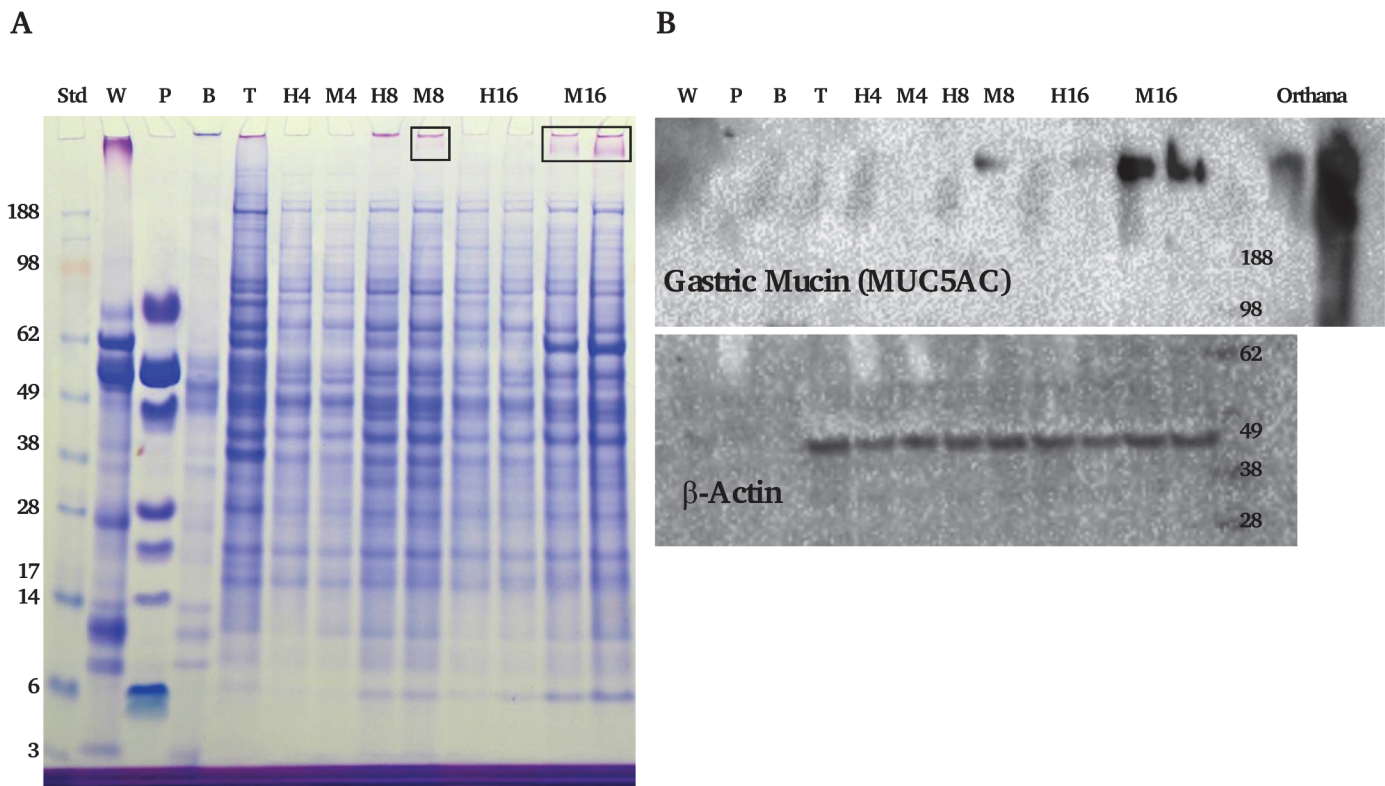 A
B
Std W P B T H4 M4 H8 M8 H16 M16
W P B T H4 M4 H8 M8 H16 M16 Orthana
188
98
62
49
38
28
17
14
6
3
188
Gastric Mucin (MUC5AC)
98
62
49
38
β-Actin
28